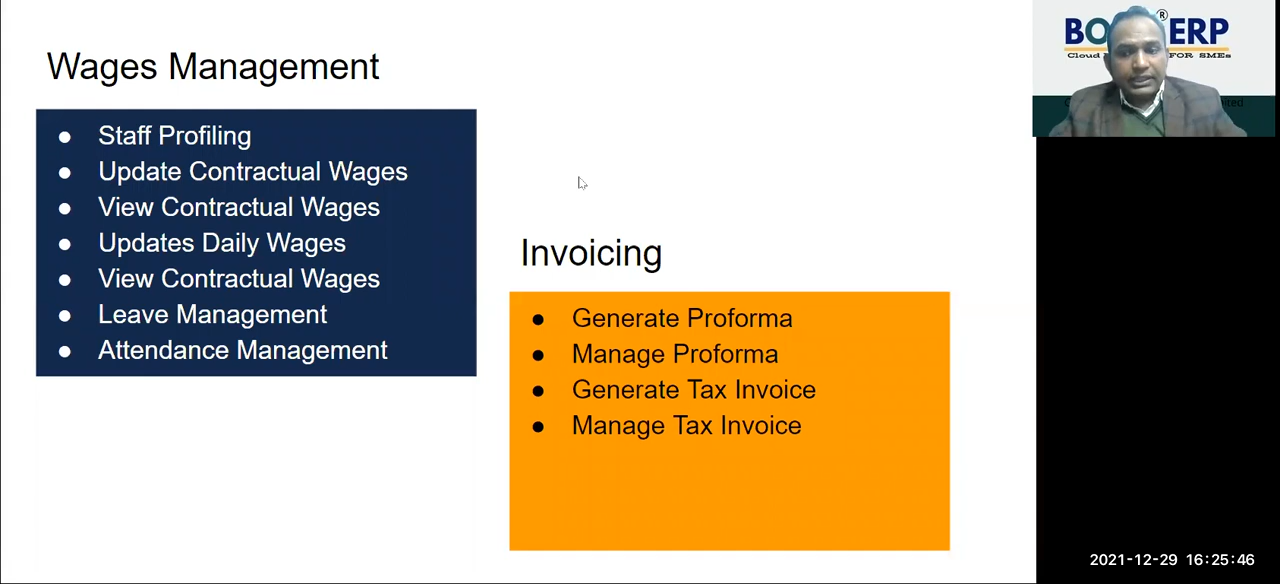 Wages Management
Staff Profiling
Update Contractual Wages
View Contractual Wages
Updates Daily Wages
View Contractual Wages
Leave Management
Attendance Management
Invoicing
Generate Proforma
Manage Proforma
Generate Tax Invoice
Manage Tax Invoice
ERP
Cloud
FOR SMEs
2021-12-29 16:25:46